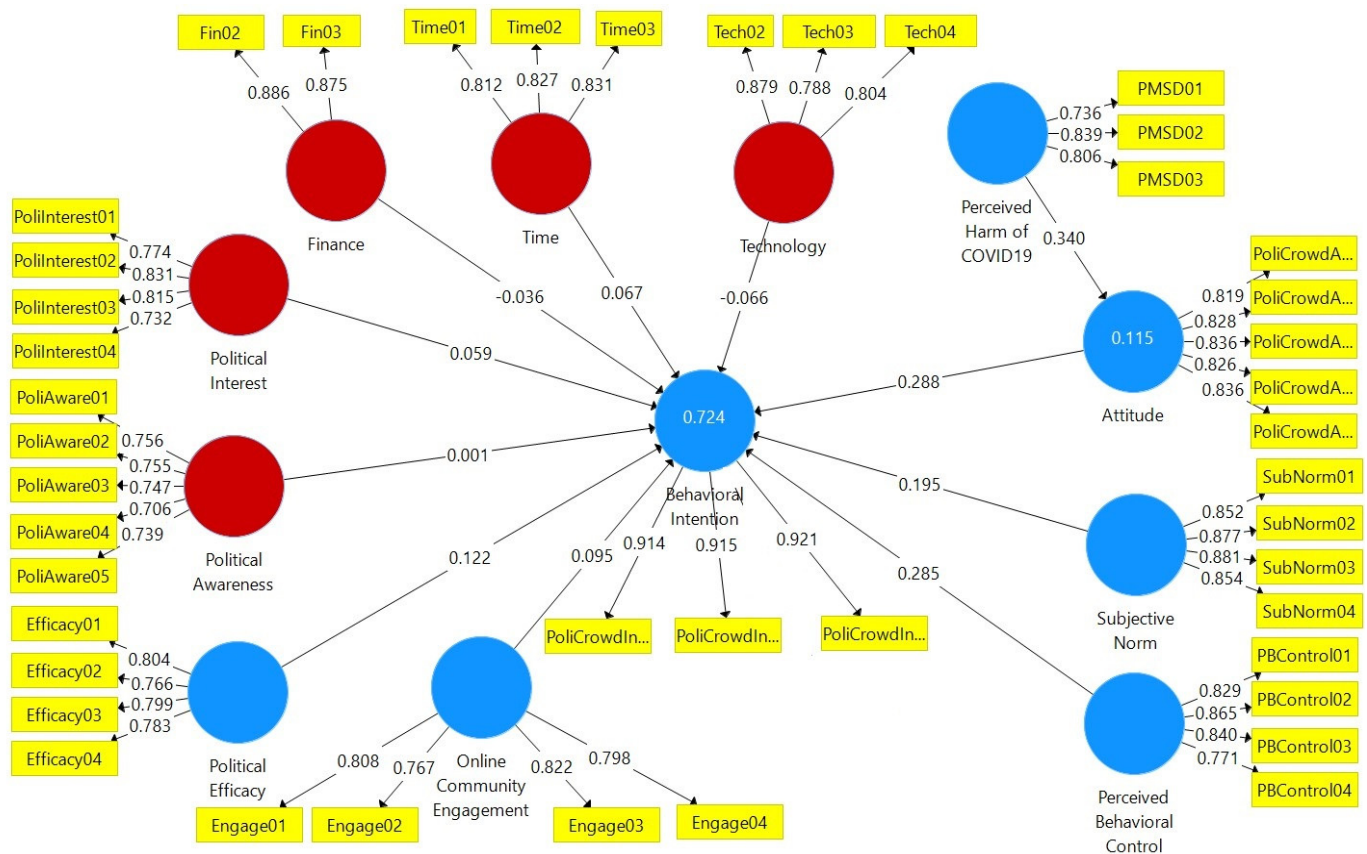 Fin02
Fin03
0.886
0.875
Finance
Time01
Time02
Time03
0.812
0.827
0.831
Time
Tech02
Tech03
Tech04
0.879
0.788
0.804
Technology
PMSD01
PMSD02
PMSD03
0.736
0.839
0.806
Perceived
Harm of
COVID19
0.340
PoliInterest01
PoliInterest02
PoliInterest03
PoliInterest04
0.774
0.831
0.815
0.732
Political
Interest
-0.036
0.067
-0.066
0.059
PoliCrowdA...
PoliCrowdA...
PoliCrowdA...
PoliCrowdA...
PoliCrowdA...
0.819
0.828
0.836
0.826
0.836
0.115
Attitude
0.288
PoliAware01
PoliAware02
PoliAware03
PoliAware04
PoliAware05
0.756
0.755
0.747
0.706
0.739
Political
Awareness
0.001
0.724
Behavioral
Intention
0.914
0.915
0.921
PoliCrowdIn...
PoliCrowdIn...
PoliCrowdIn...
0.195
SubNorm01
SubNorm02
SubNorm03
SubNorm04
0.852
0.877
0.881
0.854
Subjective
Norm
Efficacy01
Efficacy02
Efficacy03
Efficacy04
0.804
0.766
0.799
0.783
Political
Efficacy
0.122
0.095
Online
Community
Engagement
0.808
0.767
0.822
0.798
Engage01
Engage02
Engage03
Engage04
0.285
PBControl01
PBControl02
PBControl03
PBControl04
0.829
0.865
0.840
0.771
Perceived
Behavioral
Control